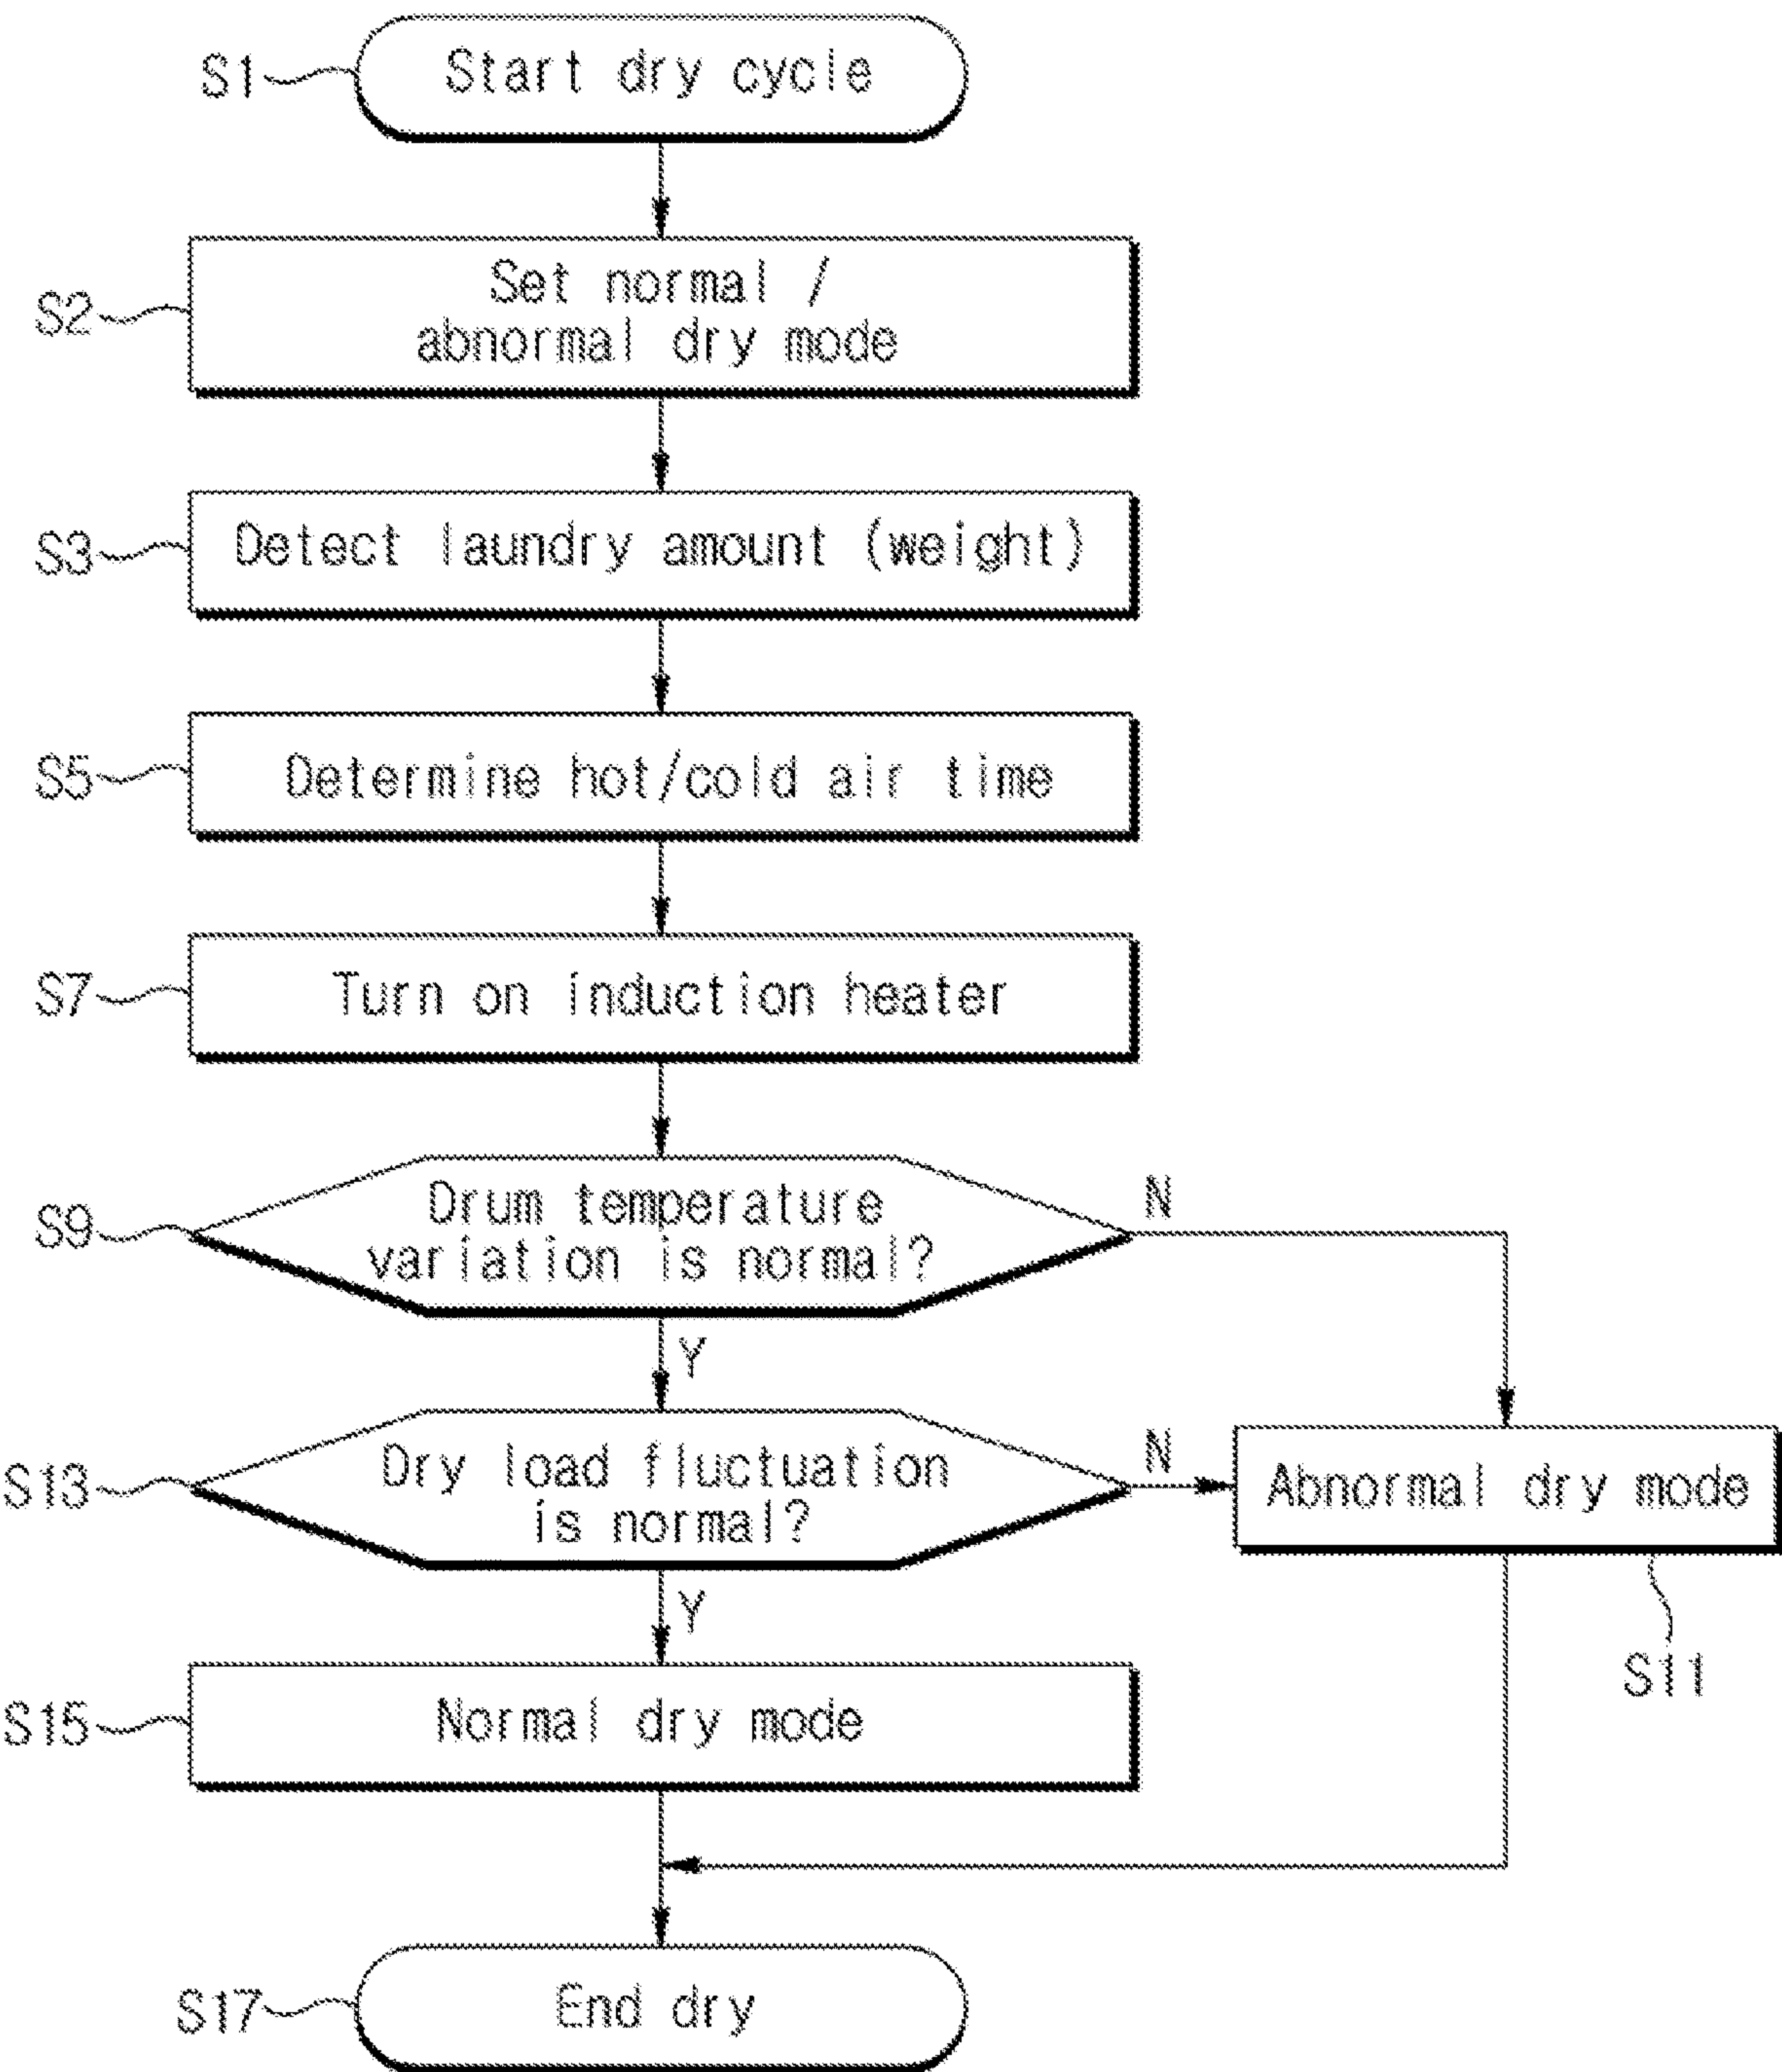 S1
Start dry cycle
S2
Set normal /
abnormal dry mode
S3
Detect laundry amount (weight)
S5
Determine hot/cold air time
S7
Turn on induction heater
S9
Drum temperature
variation is normal?
N
Y
S13
Dry load fluctuation
is normal?
N
Abnormal dry mode
S11
Y
S15
Normal dry mode
S17
End dry